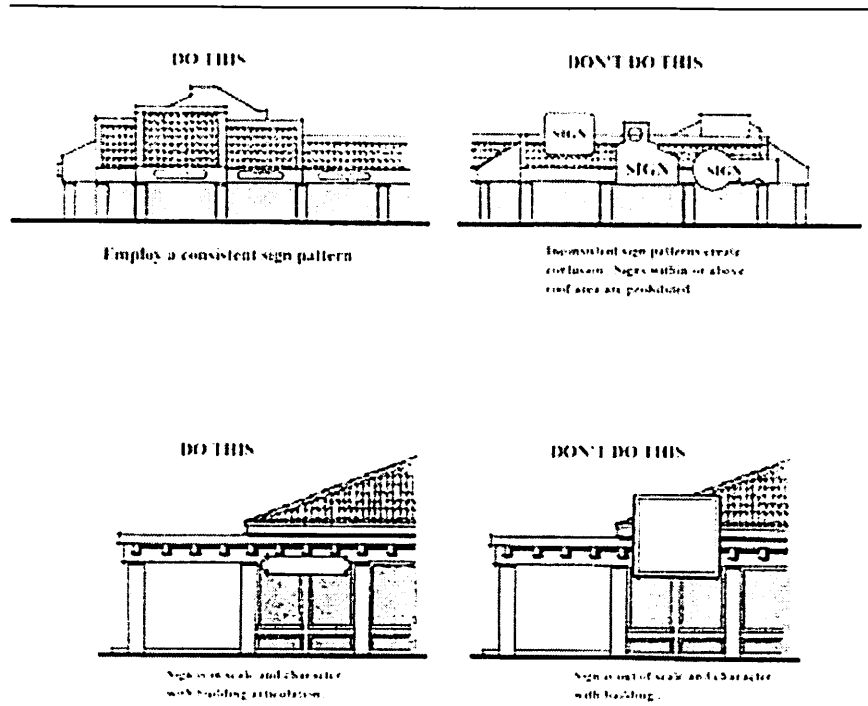 DO THIS
DON'T DO THIS
SIGN
SIGN
SIGN
Employ a consistent sign pattern
Inconsistent sign patterns create
confusion. Signs within or above
roof area are prohibited
DO THIS
DON'T DO THIS
Sign is in scale and character
with building articulation.
Sign is out of scale and character
with building.